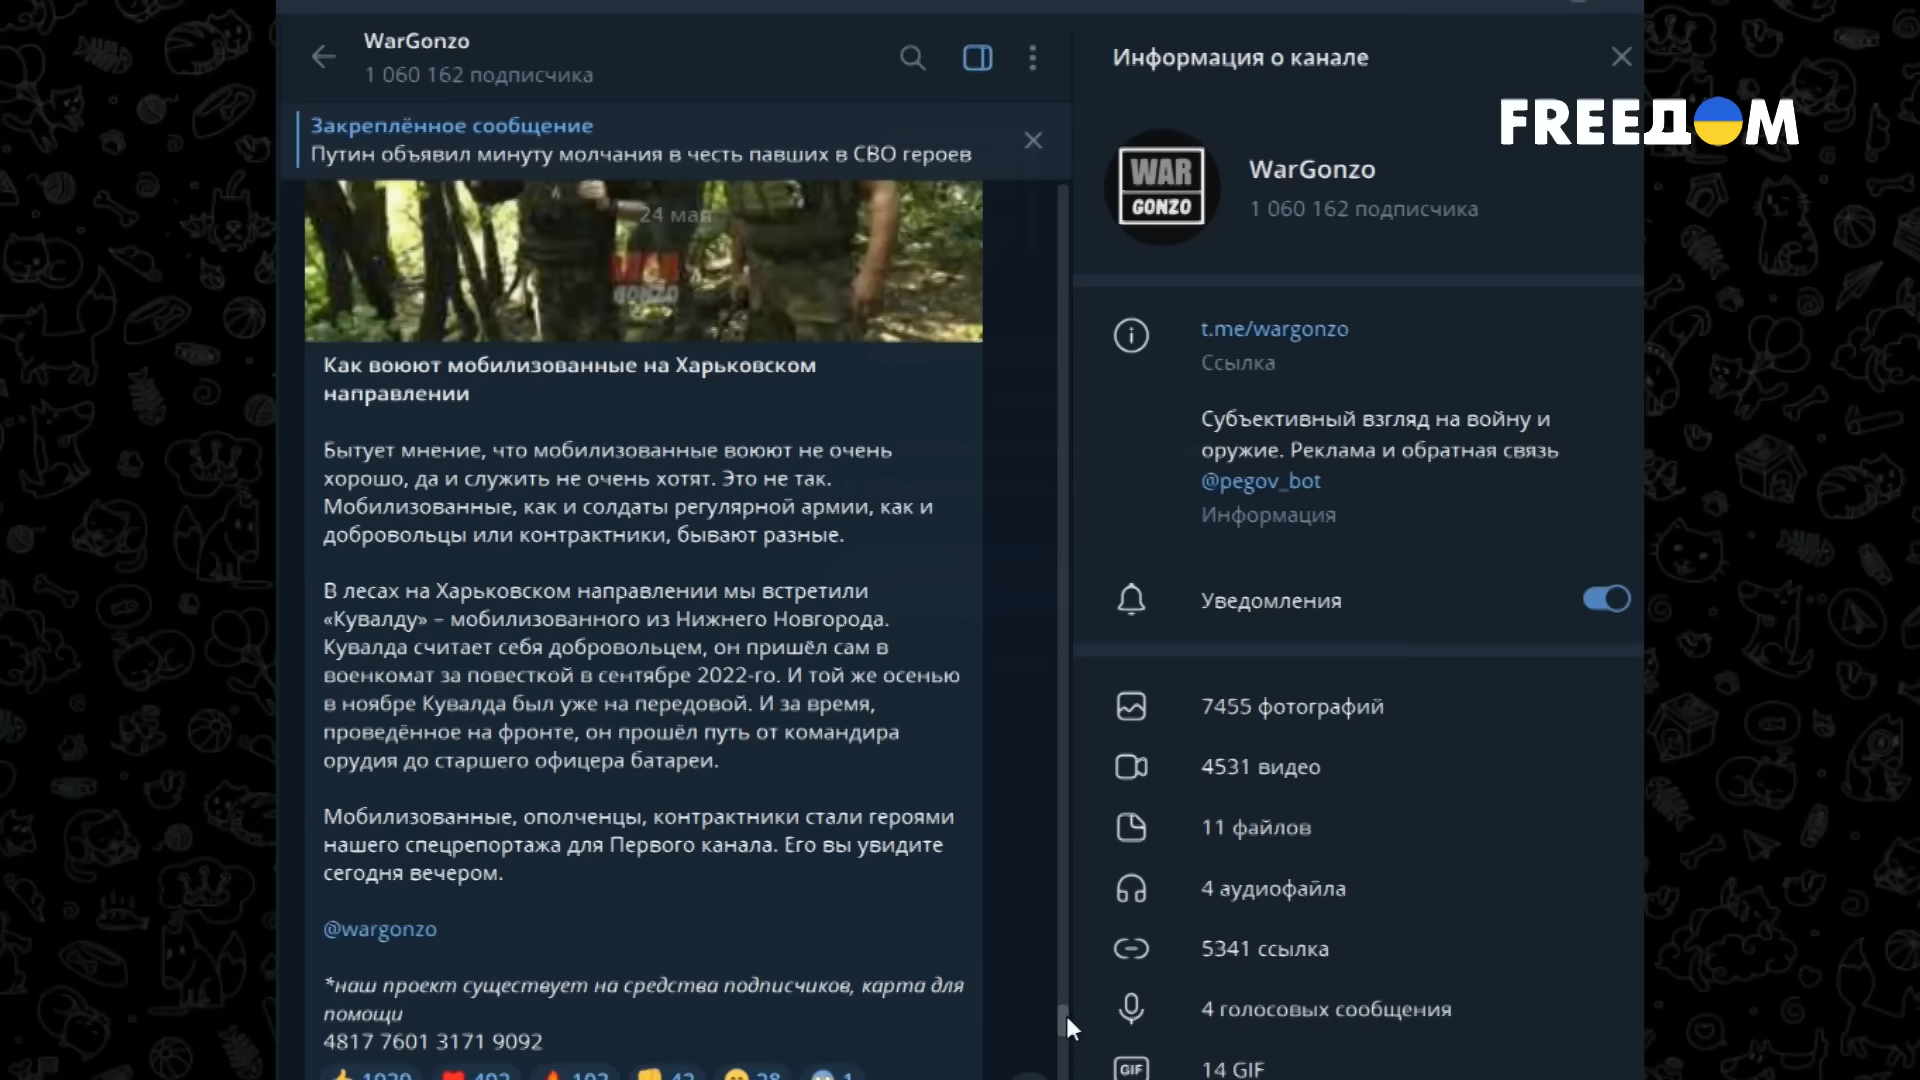 WarGonzo
1 060 162 подписчика
Закреплённое сообщение
Путин объявил минуту молчания в честь павших в СВО героев
24 мая
WAR
GONZO
Как воюют мобилизованные на Харьковском
направлении
Бытует мнение, что мобилизованные воюют не очень
хорошо, да и служить не очень хотят. Это не так.
Мобилизованные, как и солдаты регулярной армии, как и
добровольцы или контрактники, бывают разные.
В лесах на Харьковском направлении мы встретили
«Кувалду» – мобилизованного из Нижнего Новгорода.
Кувалда считает себя добровольцем, он пришёл сам в
военкомат за повесткой в сентябре 2022-го. И той же осенью
в ноябре Кувалда был уже на передовой. И за время,
проведённое на фронте, он прошёл путь от командира
орудия до старшего офицера батареи.
Мобилизованные, ополченцы, контрактники стали героями
нашего спецрепортажа для Первого канала. Его вы увидите
сегодня вечером.
@wargonzo
*наш проект существует на средства подписчиков, карта для
помощи
4817 7601 3171 9092
Информация о канале
FREEДOM
WAR
GONZO
WarGonzo
1 060 162 подписчика
t.me/wargonzo
Ссылка
Субъективный взгляд на войну и
оружие. Реклама и обратная связь
@pegov_bot
Информация
Уведомления
7455 фотографий
4531 видео
11 файлов
4 аудиофайла
5341 ссылка
4 голосовых сообщения
GIF
14 GIF